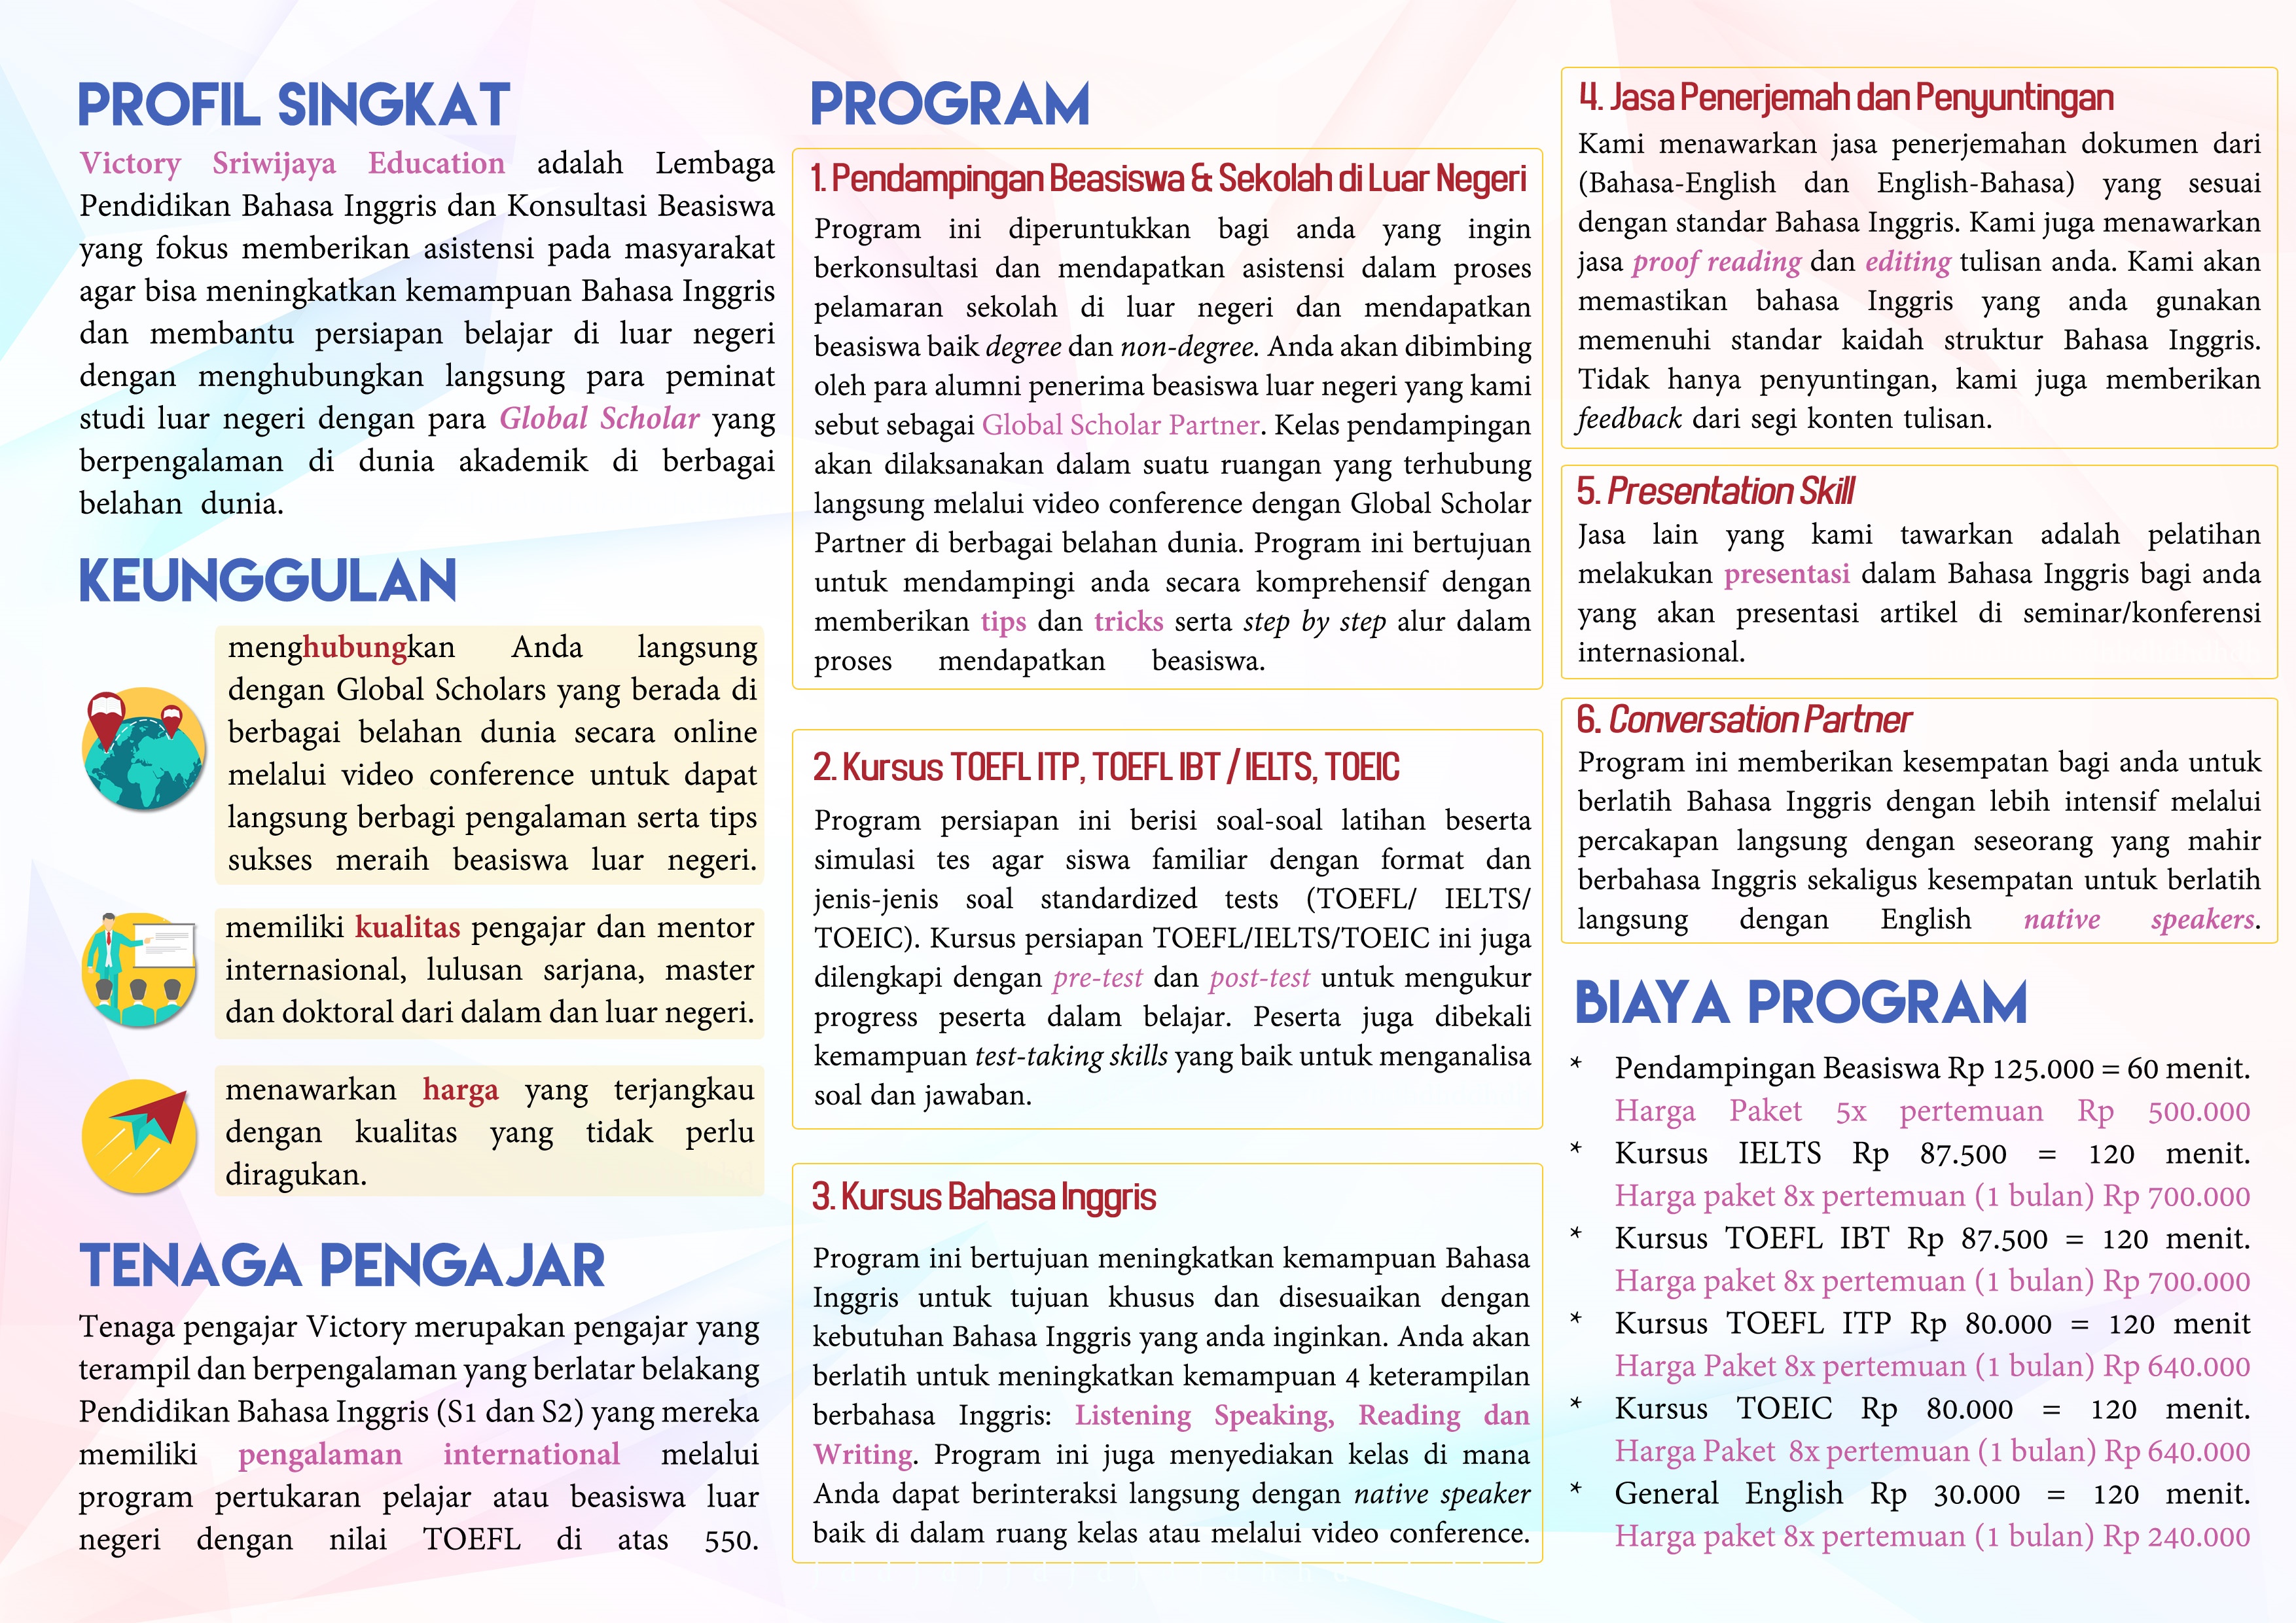 PROFIL SINGKAT
Victory Sriwijaya Education adalah Lembaga
Pendidikan Bahasa Inggris dan Konsultasi Beasiswa
yang fokus memberikan asistensi pada masyarakat
agar bisa meningkatkan kemampuan Bahasa Inggris
dan membantu persiapan belajar di luar negeri
dengan menghubungkan langsung para peminat
studi luar negeri dengan para Global Scholar yang
berpengalaman di dunia akademik di berbagai
belahan dunia.
KEUNGGULAN
menghubungkan Anda langsung
dengan Global Scholars yang berada di
berbagai belahan dunia secara online
melalui video conference untuk dapat
langsung berbagi pengalaman serta tips
sukses meraih beasiswa luar negeri.
memiliki kualitas pengajar dan mentor
internasional, lulusan sarjana, master
dan doktoral dari dalam dan luar negeri.
menawarkan harga yang terjangkau
dengan kualitas yang tidak perlu
diragukan.
TENAGA PENGAJAR
Tenaga pengajar Victory merupakan pengajar yang
terampil dan berpengalaman yang berlatar belakang
Pendidikan Bahasa Inggris (S1 dan S2) yang mereka
memiliki pengalaman international melalui
program pertukaran pelajar atau beasiswa luar
negeri dengan nilai TOEFL di atas 550.
PROGRAM
1. Pendampingan Beasiswa & Sekolah di Luar Negeri
Program ini diperuntukkan bagi anda yang ingin
berkonsultasi dan mendapatkan asistensi dalam proses
pelamaran sekolah di luar negeri dan mendapatkan
beasiswa baik degree dan non-degree. Anda akan dibimbing
oleh para alumni penerima beasiswa luar negeri yang kami
sebut sebagai Global Scholar Partner. Kelas pendampingan
akan dilaksanakan dalam suatu ruangan yang terhubung
langsung melalui video conference dengan Global Scholar
Partner di berbagai belahan dunia. Program ini bertujuan
untuk mendampingi anda secara komprehensif dengan
memberikan tips dan tricks serta step by step alur dalam
proses mendapatkan beasiswa.
2. Kursus TOEFL ITP, TOEFL IBT / IELTS, TOEIC
Program persiapan ini berisi soal-soal latihan beserta
simulasi tes agar siswa familiar dengan format dan
jenis-jenis soal standardized tests (TOEFL/ IELTS/
TOEIC). Kursus persiapan TOEFL/IELTS/TOEIC ini juga
dilengkapi dengan pre-test dan post-test untuk mengukur
progress peserta dalam belajar. Peserta juga dibekali
kemampuan test-taking skills yang baik untuk menganalisa
soal dan jawaban.
3. Kursus Bahasa Inggris
Program ini bertujuan meningkatkan kemampuan Bahasa
Inggris untuk tujuan khusus dan disesuaikan dengan
kebutuhan Bahasa Inggris yang anda inginkan. Anda akan
berlatih untuk meningkatkan kemampuan 4 keterampilan
berbahasa Inggris: Listening Speaking, Reading dan
Writing. Program ini juga menyediakan kelas di mana
Anda dapat berinteraksi langsung dengan native speaker
baik di dalam ruang kelas atau melalui video conference.
4. Jasa Penerjemah dan Penyuntingan
Kami menawarkan jasa penerjemahan dokumen dari
(Bahasa-English dan English-Bahasa) yang sesuai
dengan standar Bahasa Inggris. Kami juga menawarkan
jasa proof reading dan editing tulisan anda. Kami akan
memastikan bahasa Inggris yang anda gunakan
memenuhi standar kaidah struktur Bahasa Inggris.
Tidak hanya penyuntingan, kami juga memberikan
feedback dari segi konten tulisan.
5. Presentation Skill
Jasa lain yang kami tawarkan adalah pelatihan
melakukan presentasi dalam Bahasa Inggris bagi anda
yang akan presentasi artikel di seminar/konferensi
internasional.
6. Conversation Partner
Program ini memberikan kesempatan bagi anda untuk
berlatih Bahasa Inggris dengan lebih intensif melalui
percakapan langsung dengan seseorang yang mahir
berbahasa Inggris sekaligus kesempatan untuk berlatih
langsung dengan English native speakers.
BIAYA PROGRAM
* Pendampingan Beasiswa Rp 125.000 = 60 menit.
Harga Paket 5x pertemuan Rp 500.000
* Kursus IELTS Rp 87.500 = 120 menit.
Harga paket 8x pertemuan (1 bulan) Rp 700.000
* Kursus TOEFL IBT Rp 87.500 = 120 menit.
Harga paket 8x pertemuan (1 bulan) Rp 700.000
* Kursus TOEFL ITP Rp 80.000 = 120 menit
Harga Paket 8x pertemuan (1 bulan) Rp 640.000
* Kursus TOEIC Rp 80.000 = 120 menit.
Harga Paket 8x pertemuan (1 bulan) Rp 640.000
* General English Rp 30.000 = 120 menit.
Harga paket 8x pertemuan (1 bulan) Rp 240.000